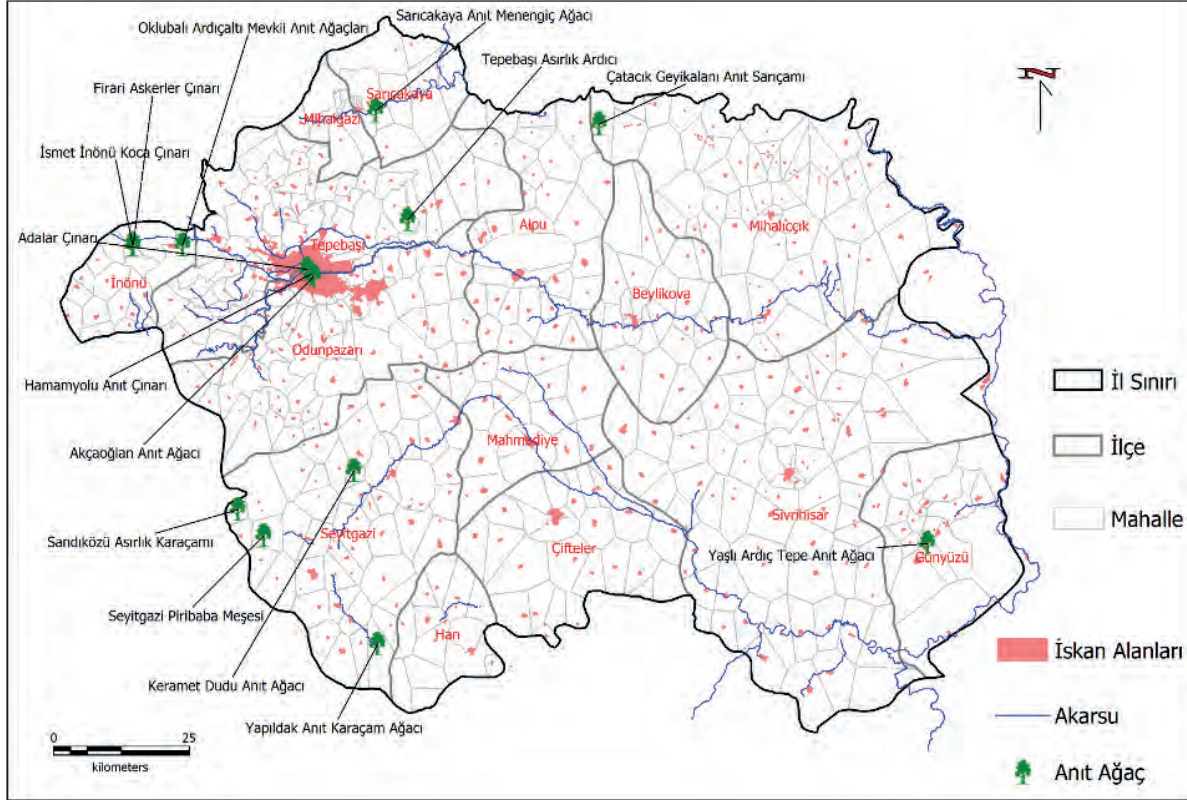 Sarıcakaya Anıt Menengiç Ağacı
Oklubalı Ardıçaltı Mevkii Anıt Ağaçları
Tepebaşı Asırlık Ardıcı
Çatacık Geyikalanı Anıt Sarıçamı
Firari Askerler Çınarı
İsmet İnönü Koca Çınarı
Adalar Çınarı
Hamamyolu Anıt Çınarı
Akçaoğlan Anıt Ağacı
Sandıközü Asırlık Karaçamı
Seyitgazi Piribaba Meşesi
Keramet Dudu Anıt Ağacı
Yapıldak Anıt Karaçam Ağacı
Yaşlı Ardıç Tepe Anıt Ağacı
Sarıcakaya
Mihalgazi
Tepebaşı
Alpu
Mihalıççık
İnönü
Beylikova
Odunpazarı
Mahmudiye
Seyitgazi
Çifteler
Sivrihisar
Günyüzü
Han
N
İl Sınırı
İlçe
Mahalle
İskan Alanları
Akarsu
Anıt Ağaç
0 25
kilometers